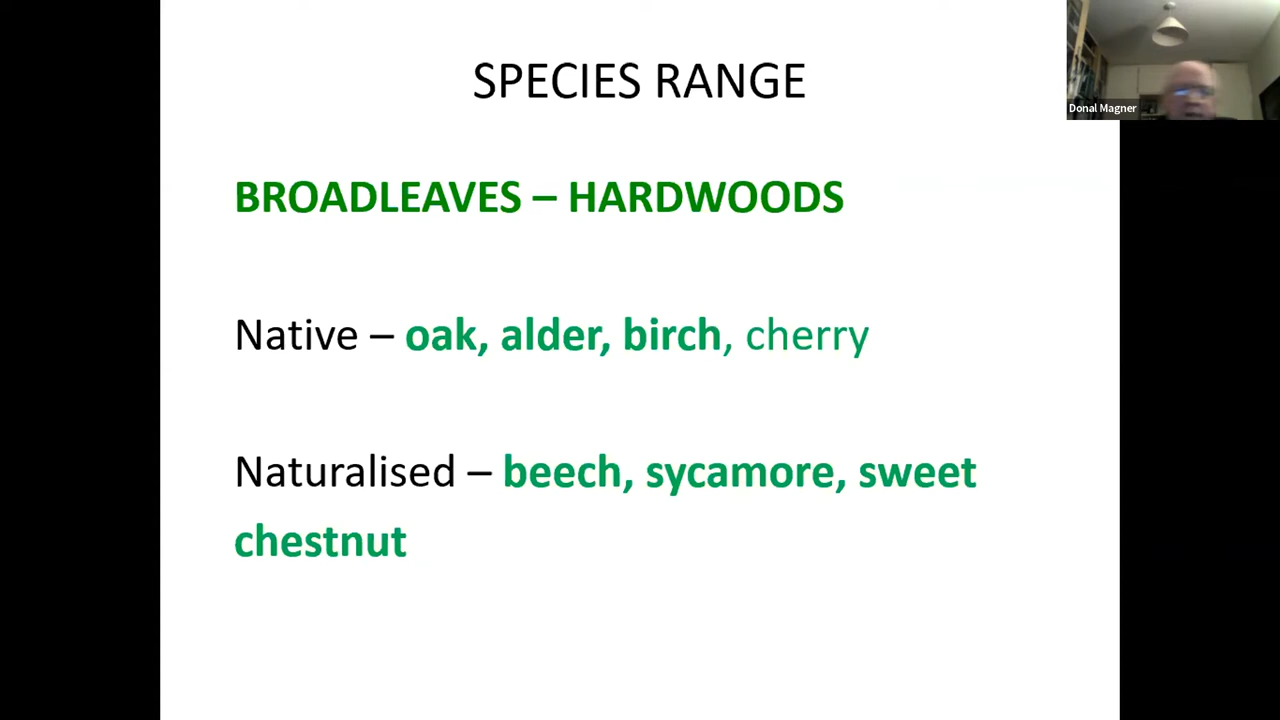 SPECIES RANGE
Donal Magner
BROADLEAVES – HARDWOODS
Native – oak, alder, birch, cherry
Naturalised – beech, sycamore, sweet
chestnut